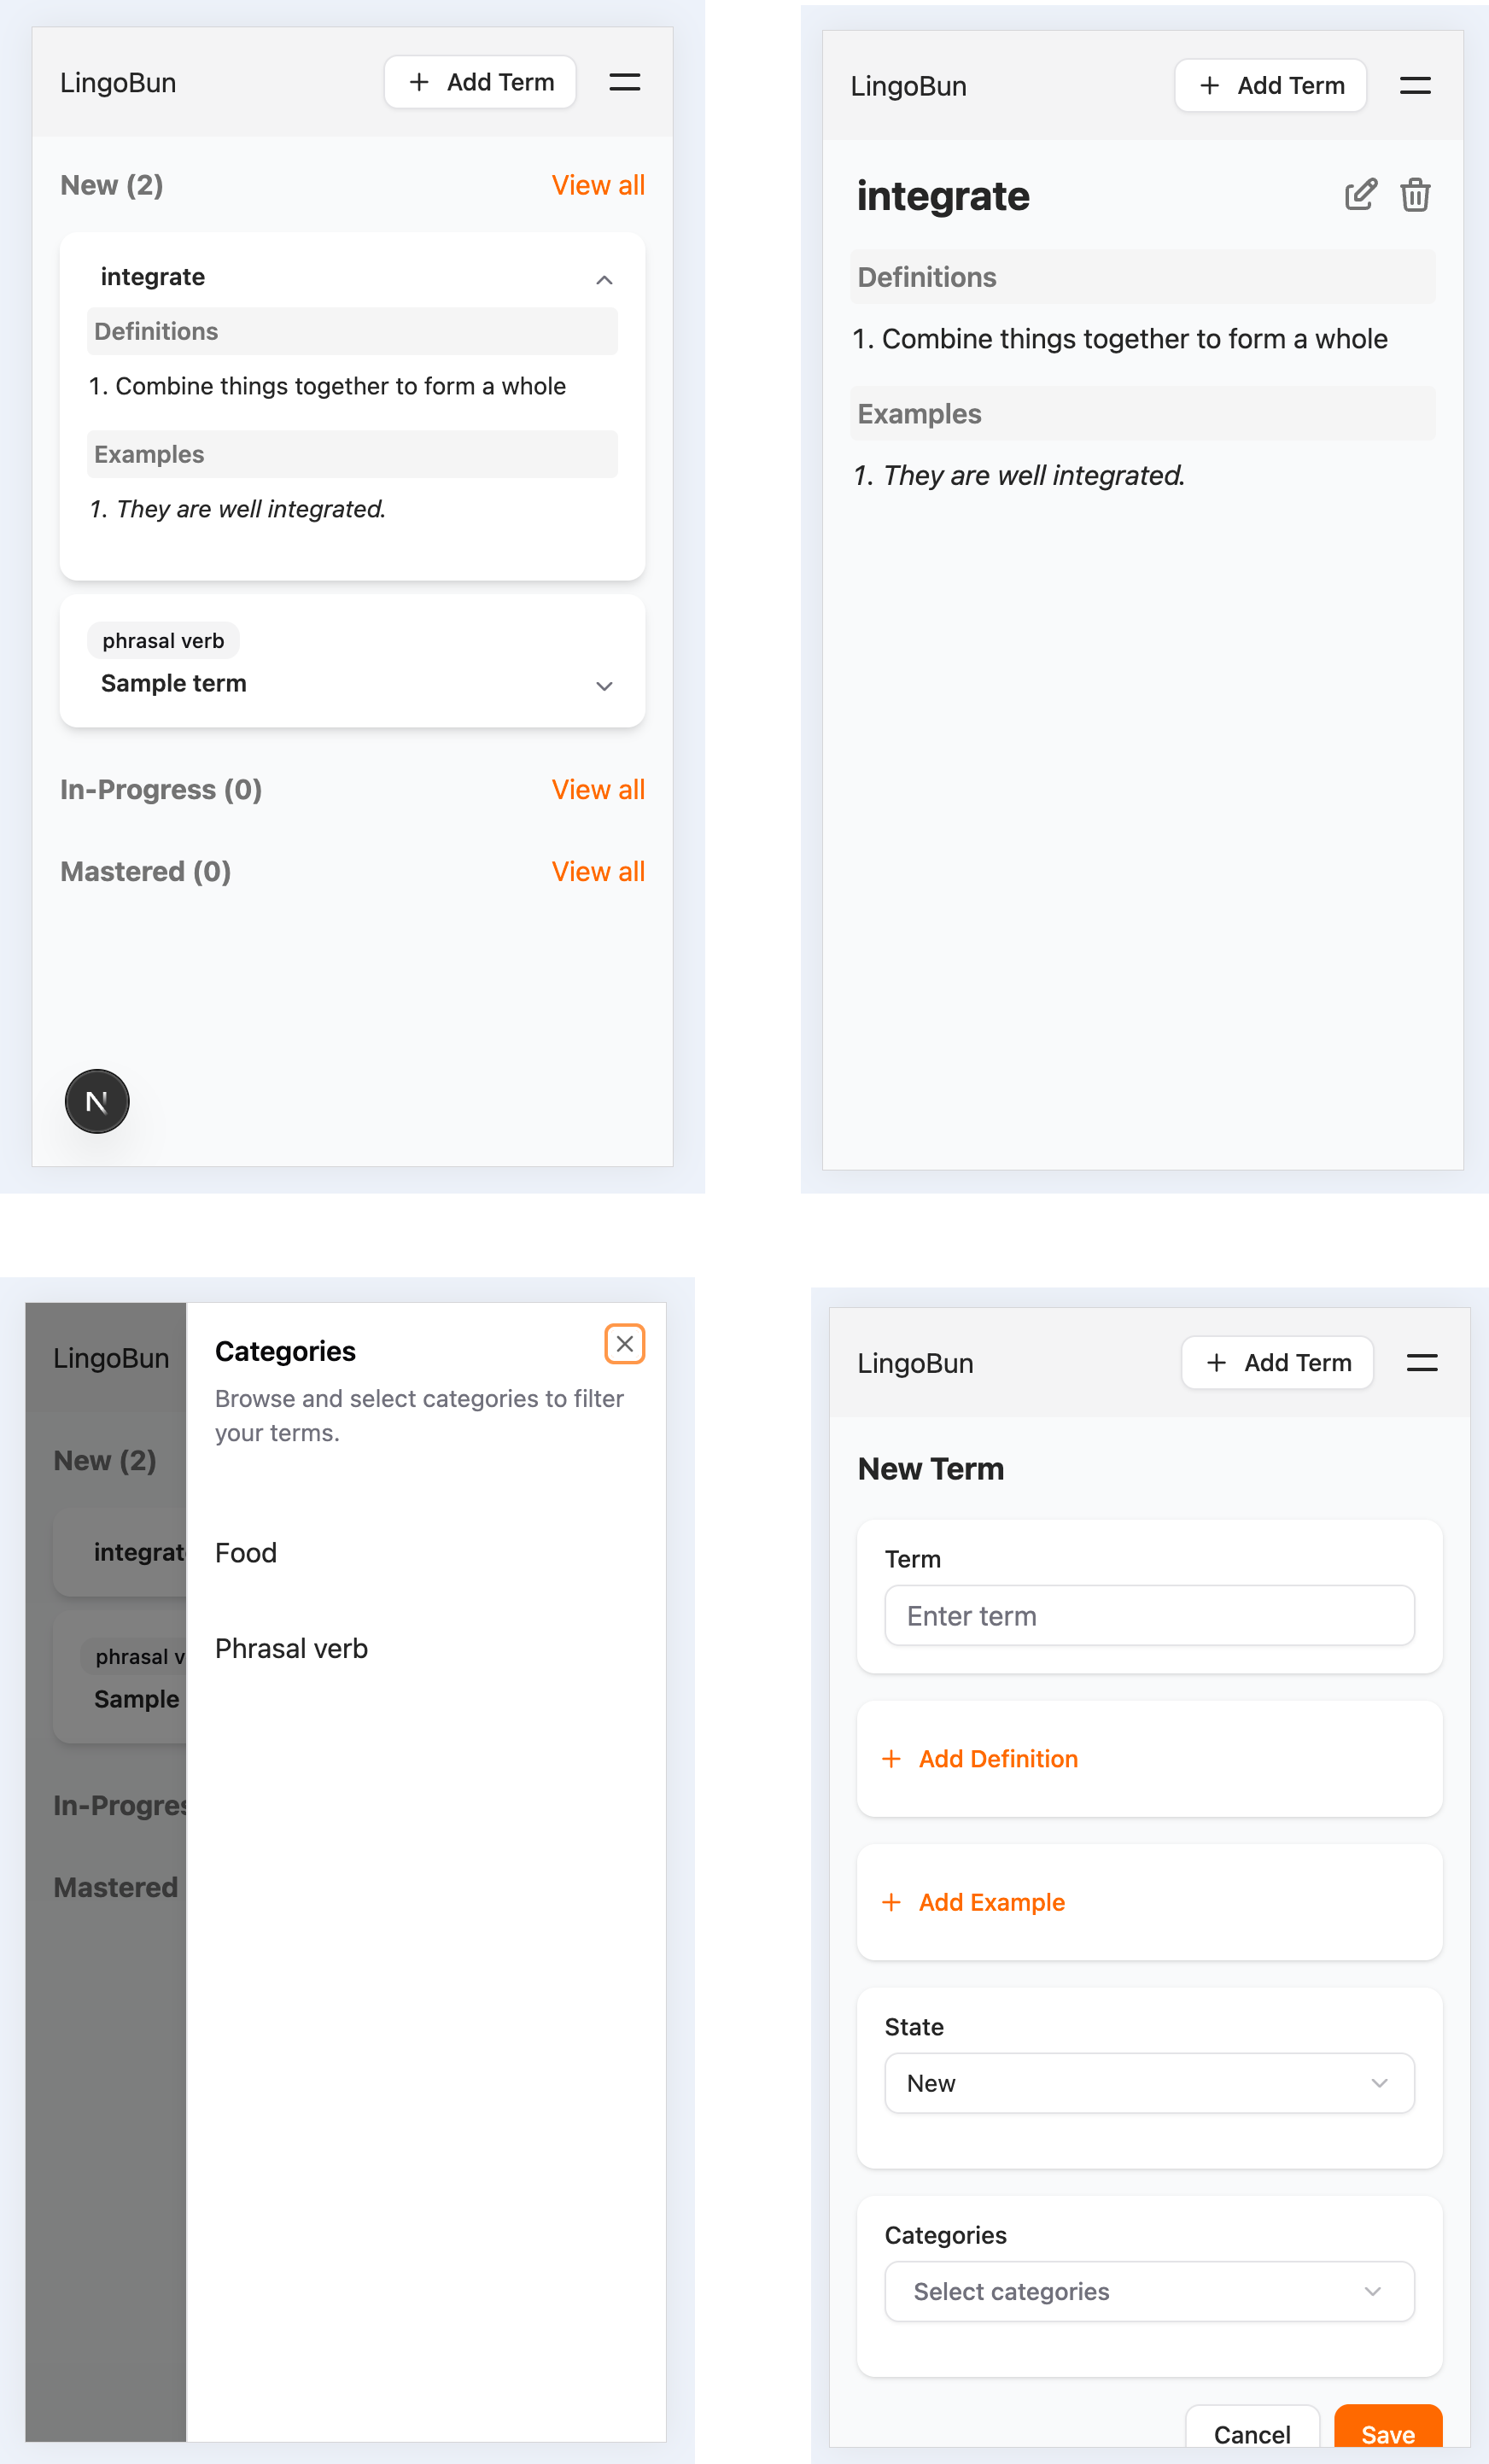 LingoBun
+ Add Term
New (2)
View all
integrate
Definitions
1. Combine things together to form a whole
Examples
1. They are well integrated.
phrasal verb
Sample term
In-Progress (0)
View all
Mastered (0)
View all
N
LingoBun
+ Add Term
integrate
Definitions
1. Combine things together to form a whole
Examples
1. They are well integrated.
LingoBun
New (2)
integrat
phrasal v
Sample
In-Progres
Mastered
Categories
Browse and select categories to filter
your terms.
Food
Phrasal verb
LingoBun
+ Add Term
New Term
Term
Enter term
+ Add Definition
+ Add Example
State
New
Categories
Select categories
Cancel
Save